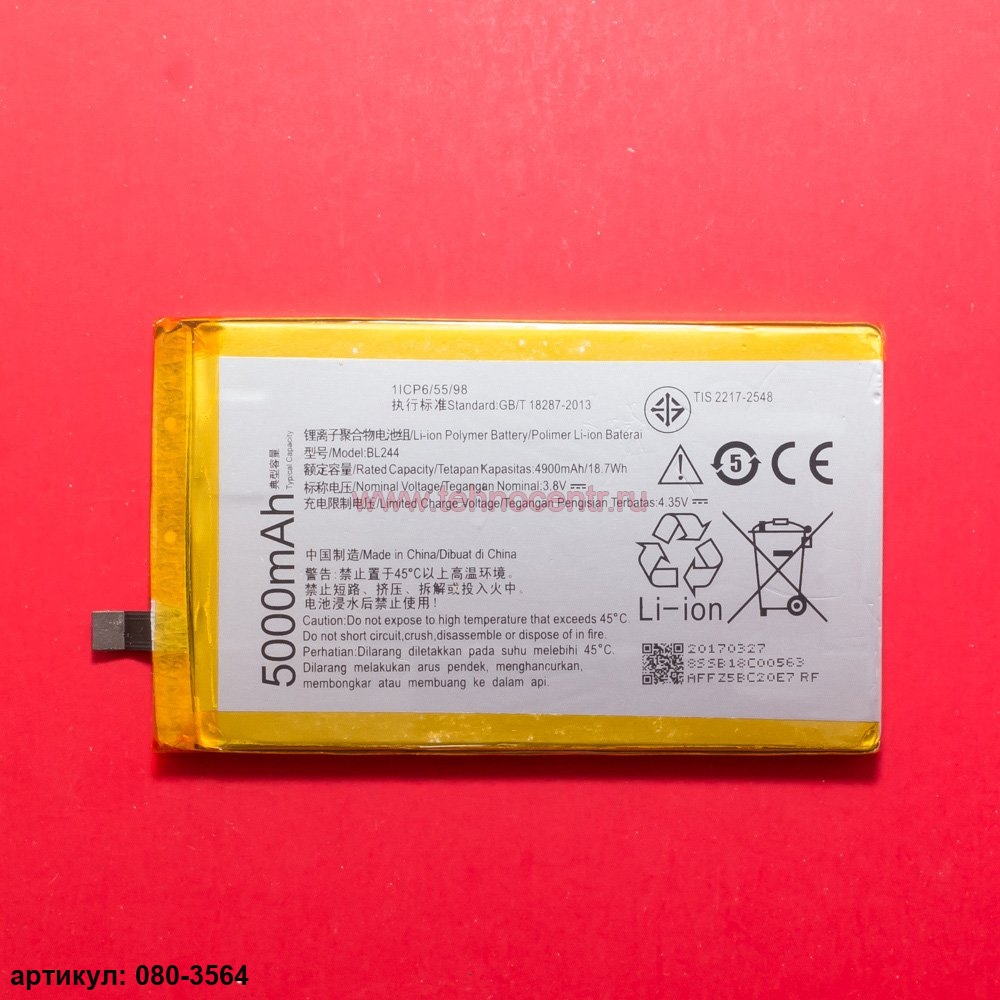 1ICP6/55/98
执行标准Standard:GB/T 18287-2013
TIS 2217-2548
锂离子聚合物电池组/Li-ion Polymer Battery/Polimer Li-ion Baterai
型号/Model:BL244
额定容量/Rated Capacity/Tetapan Kapasitas:4900mAh/18.7Wh
标称电压/Nominal Voltage/Tegangan Nominal:3.8V
充电限制电压/Limited Charge Voltage/Tegangan Pengisian Terbatas:4.35V
www.tehnocentr.ru
5000mAh
典型容量
Typical Capacity
5
CE
中国制造/Made in China/Dibuat di China
警告:禁止置于45°C以上高温环境。
禁止短路、挤压、拆解或投入火中。
电池浸水后禁止使用!
Caution:Do not expose to high temperature that exceeds 45°C.
Do not short circuit,crush,disassemble or dispose of in fire.
Perhatian:Dilarang diletakkan pada suhu melebihi 45°C.
Dilarang melakukan arus pendek, menghancurkan,
membongkar atau membuang ke dalam api.
Li-ion
20170327
8SSB18C00563
AFFZ5BC20E7 RF
артикул: 080-3564